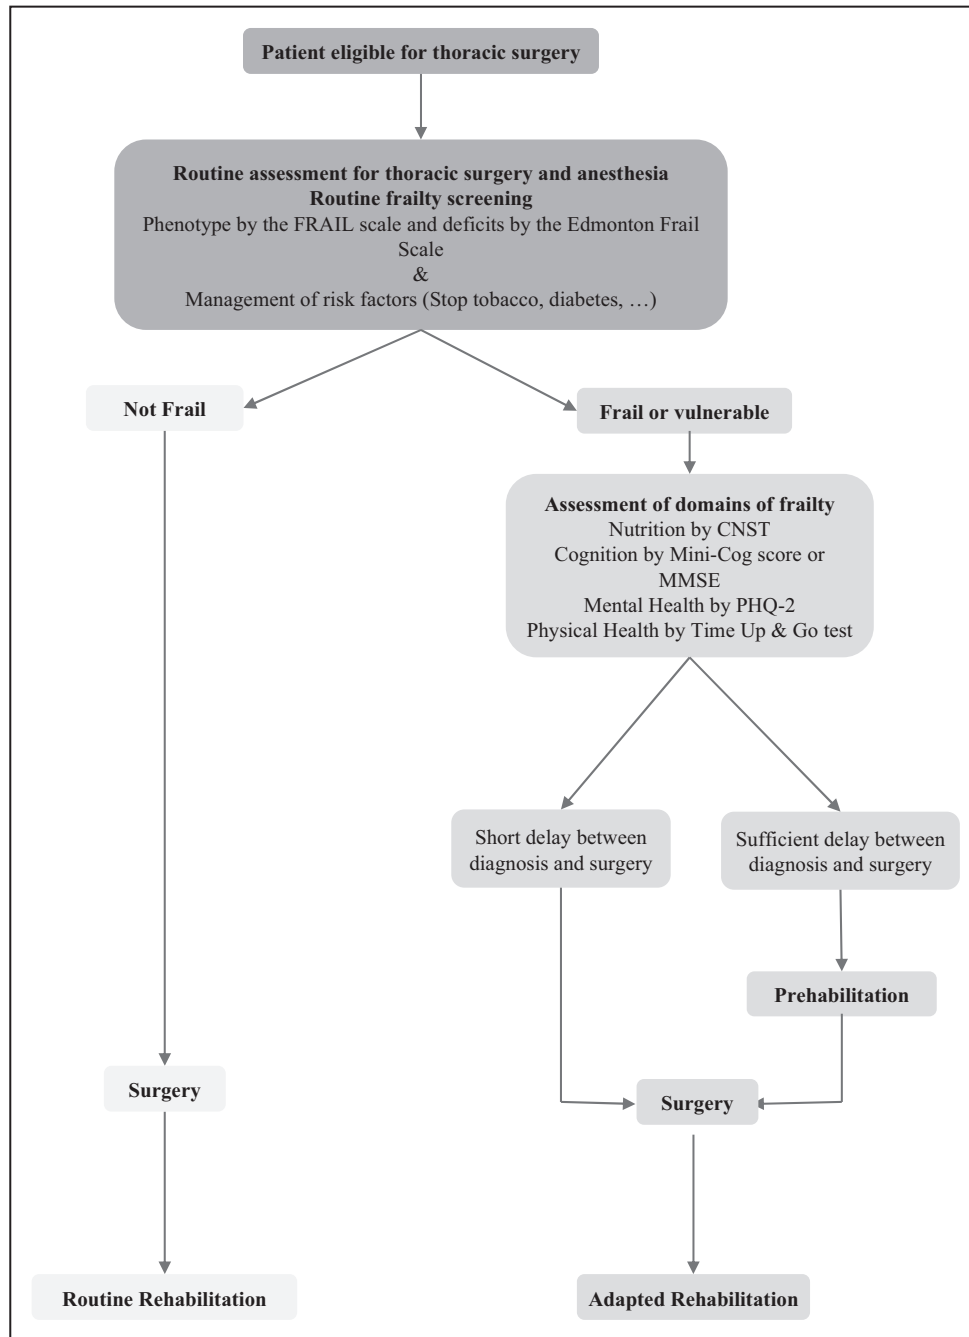 Patient eligible for thoracic surgery
Routine assessment for thoracic surgery and anesthesia
Routine frailty screening
Phenotype by the FRAIL scale and deficits by the Edmonton Frail
Scale
&
Management of risk factors (Stop tobacco, diabetes, …)
Not Frail
Frail or vulnerable
Assessment of domains of frailty
Nutrition by CNST
Cognition by Mini-Cog score or
MMSE
Mental Health by PHQ-2
Physical Health by Time Up & Go test
Short delay between
diagnosis and surgery
Sufficient delay between
diagnosis and surgery
Prehabilitation
Surgery
Surgery
Routine Rehabilitation
Adapted Rehabilitation